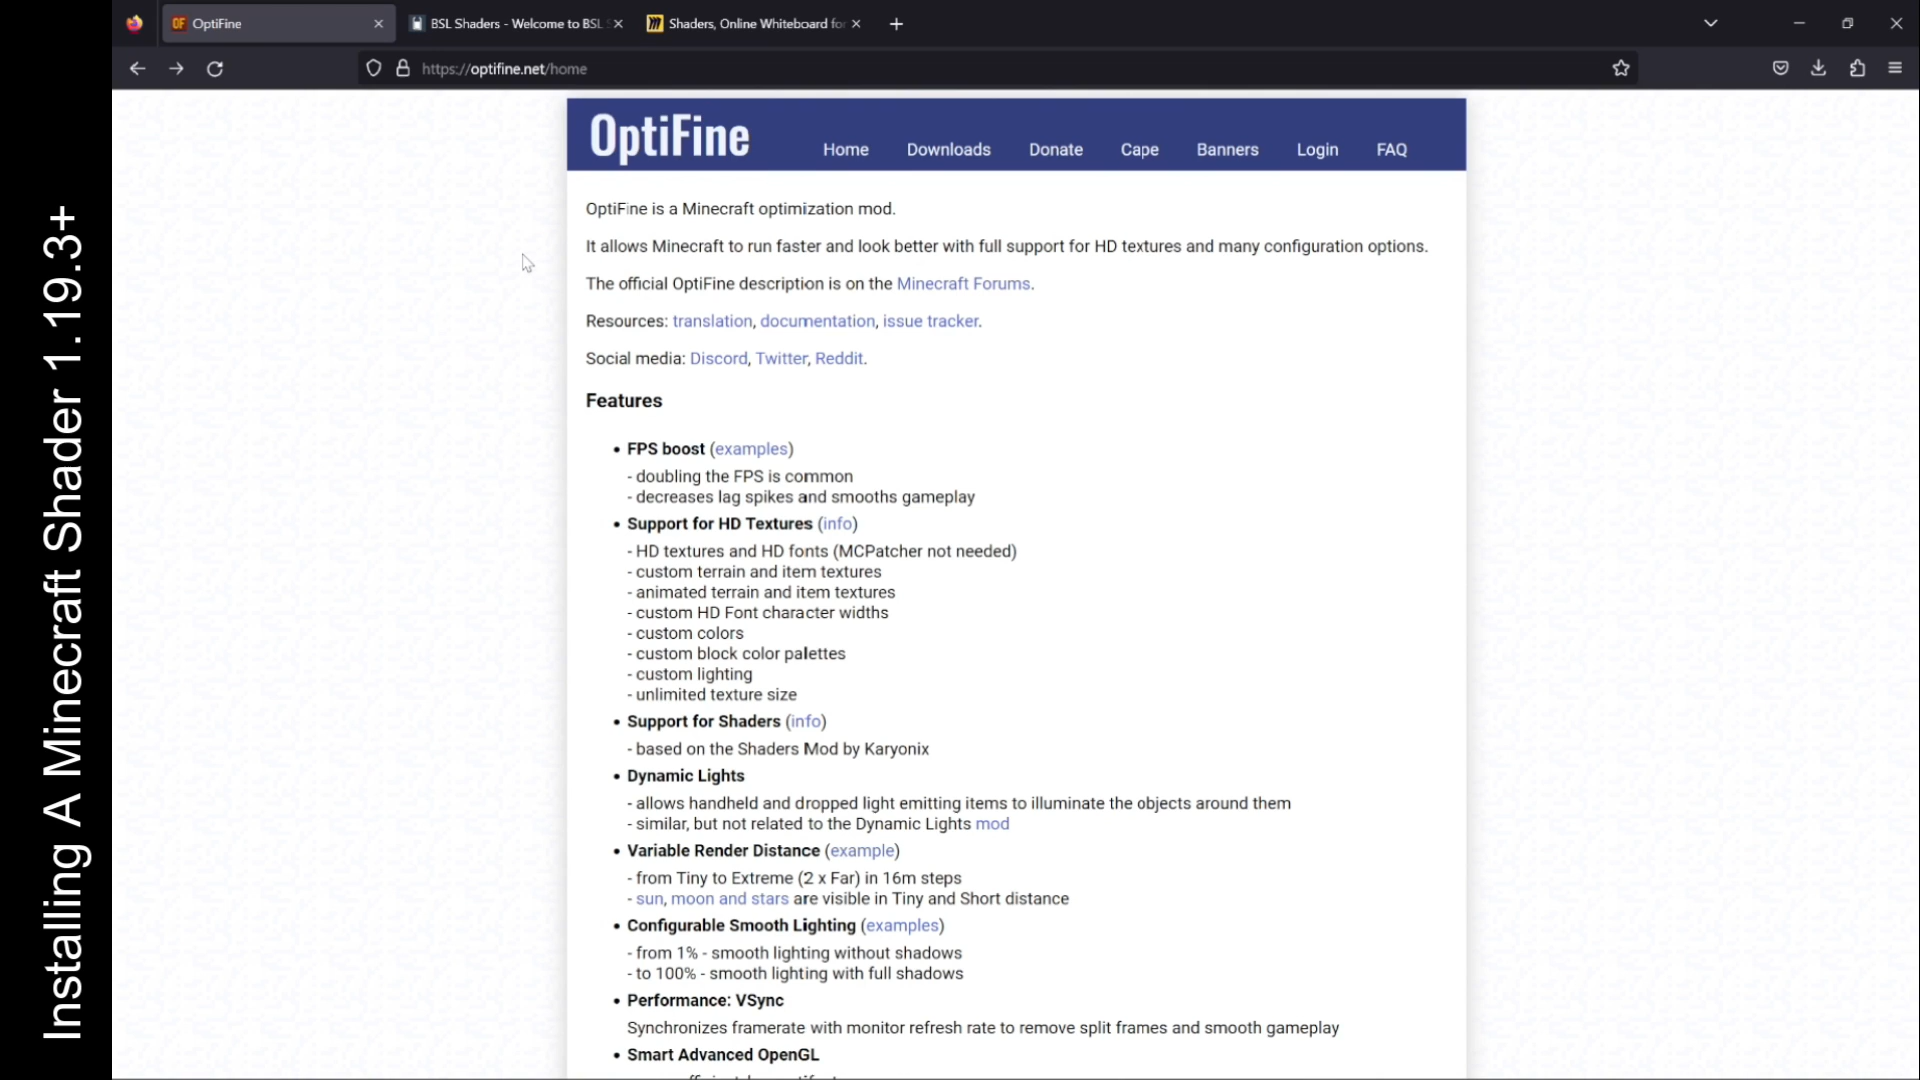 Installing A Minecraft Shader 1.19.3+
OptiFine
BSL Shaders - Welcome to BSL
Shaders, Online Whiteboard for
https://optifine.net/home
OptiFine
Home Downloads Donate Cape Banners Login FAQ
OptiFine is a Minecraft optimization mod.
It allows Minecraft to run faster and look better with full support for HD textures and many configuration options.
The official OptiFine description is on the Minecraft Forums.
Resources: translation, documentation, issue tracker.
Social media: Discord, Twitter, Reddit.
Features
• FPS boost (examples)
- doubling the FPS is common
- decreases lag spikes and smooths gameplay
• Support for HD Textures (info)
- HD textures and HD fonts (MCPatcher not needed)
- custom terrain and item textures
- animated terrain and item textures
- custom HD Font character widths
- custom colors
- custom block color palettes
- custom lighting
- unlimited texture size
• Support for Shaders (info)
- based on the Shaders Mod by Karyonix
• Dynamic Lights
- allows handheld and dropped light emitting items to illuminate the objects around them
- similar, but not related to the Dynamic Lights mod
• Variable Render Distance (example)
- from Tiny to Extreme (2 x Far) in 16m steps
- sun, moon and stars are visible in Tiny and Short distance
• Configurable Smooth Lighting (examples)
- from 1% - smooth lighting without shadows
- to 100% - smooth lighting with full shadows
• Performance: VSync
Synchronizes framerate with monitor refresh rate to remove split frames and smooth gameplay
• Smart Advanced OpenGL